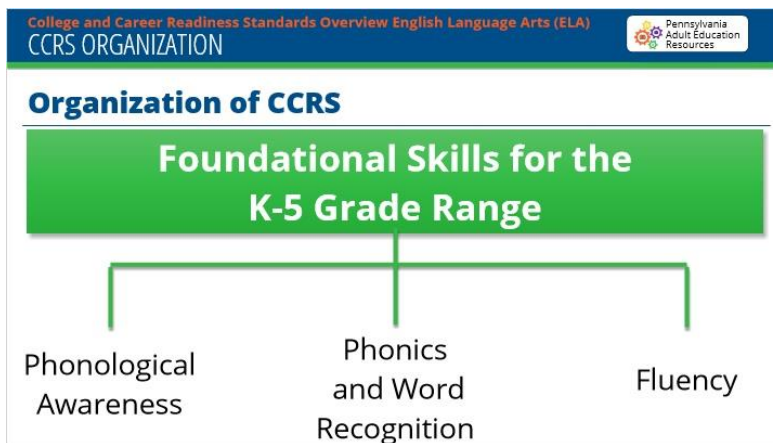 College and Career Readiness Standards Overview English Language Arts (ELA)
CCRS ORGANIZATION
Pennsylvania
Adult Education
Resources
Organization of CCRS
Foundational Skills for the
K-5 Grade Range
Phonological
Awareness
Phonics
and Word
Recognition
Fluency